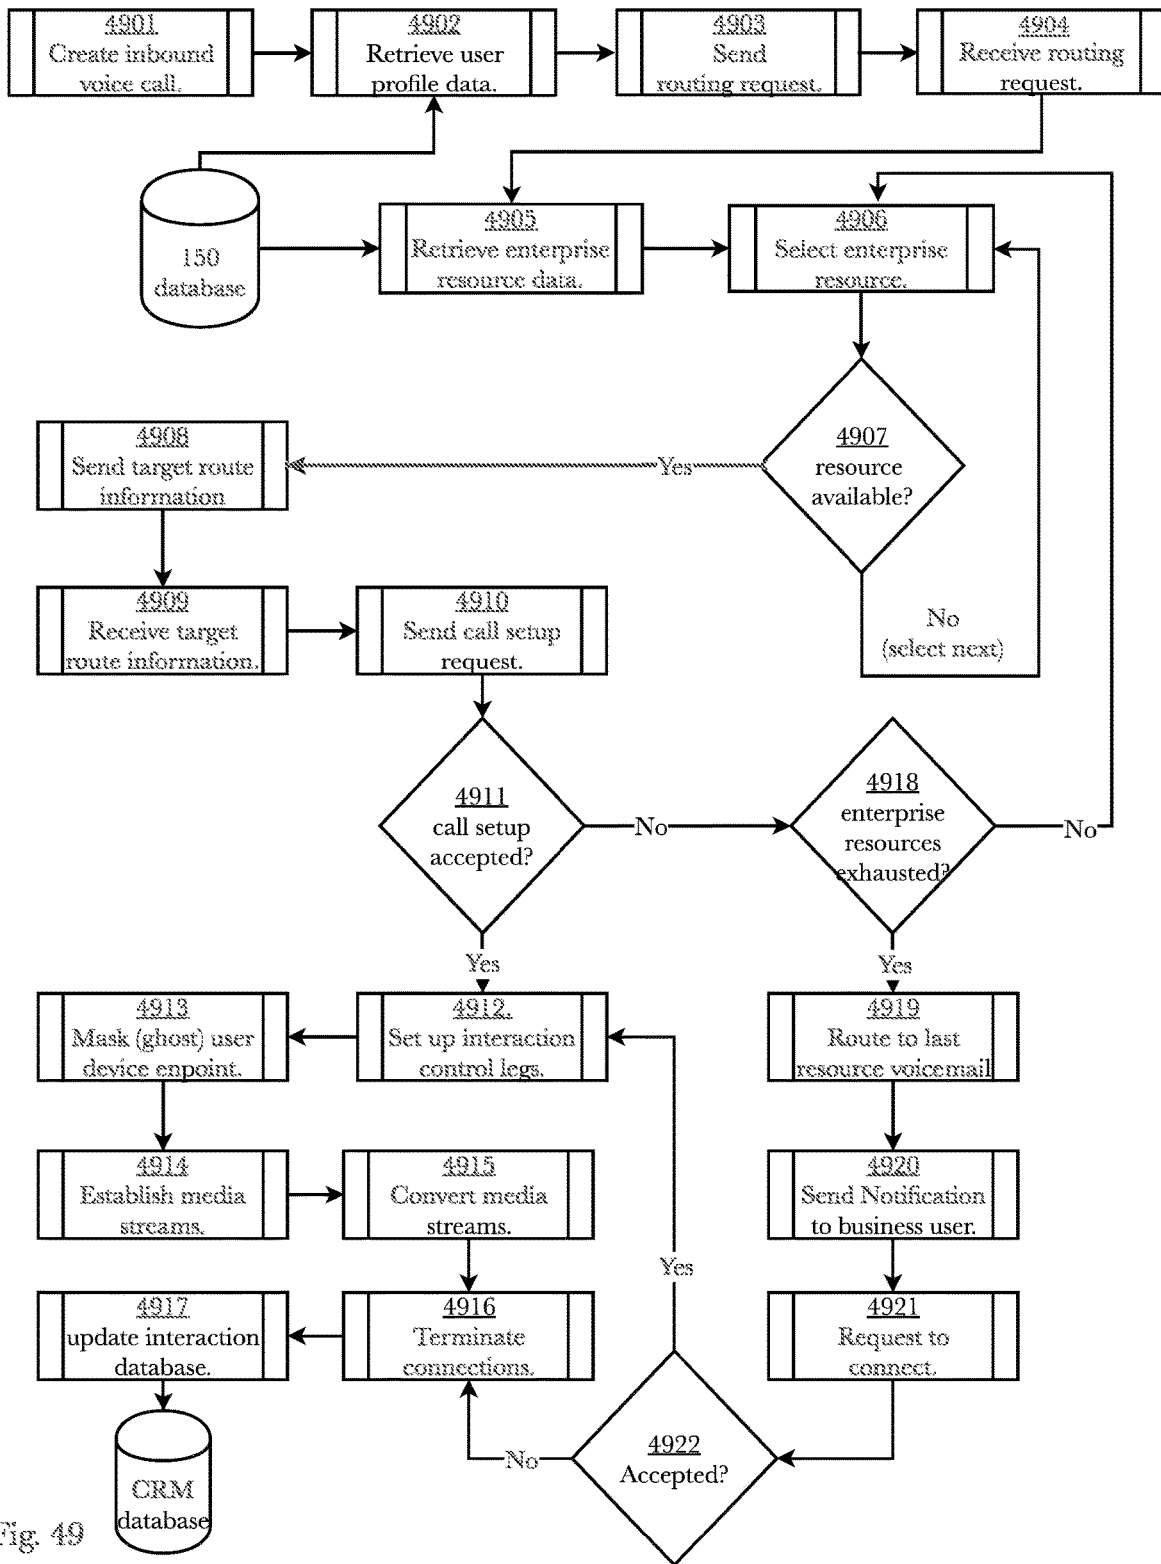 4901
Create inbound
voice call.
4902
Retrieve user
profile data.
4903
Send
routing request.
4904
Receive routing
request.
150
database
4905
Retrieve enterprise
resource data.
4906
Select enterprise
resource.
4907
resource
available?
Yes
No
(select next)
4908
Send target route
information
4909
Receive target
route information.
4910
Send call setup
request.
4911
call setup
accepted?
No
Yes
4918
enterprise
resources
exhausted?
No
Yes
4913
Mask (ghost) user
device enpoint.
4912.
Set up interaction
control legs.
4919
Route to last
resource voicemail
4914
Establish media
streams.
4915
Convert media
streams.
4920
Send Notification
to business user.
Yes
4917
update interaction
database.
4916
Terminate
connections.
4921
Request to
connect.
4922
Accepted?
No
CRM
database
Fig. 49